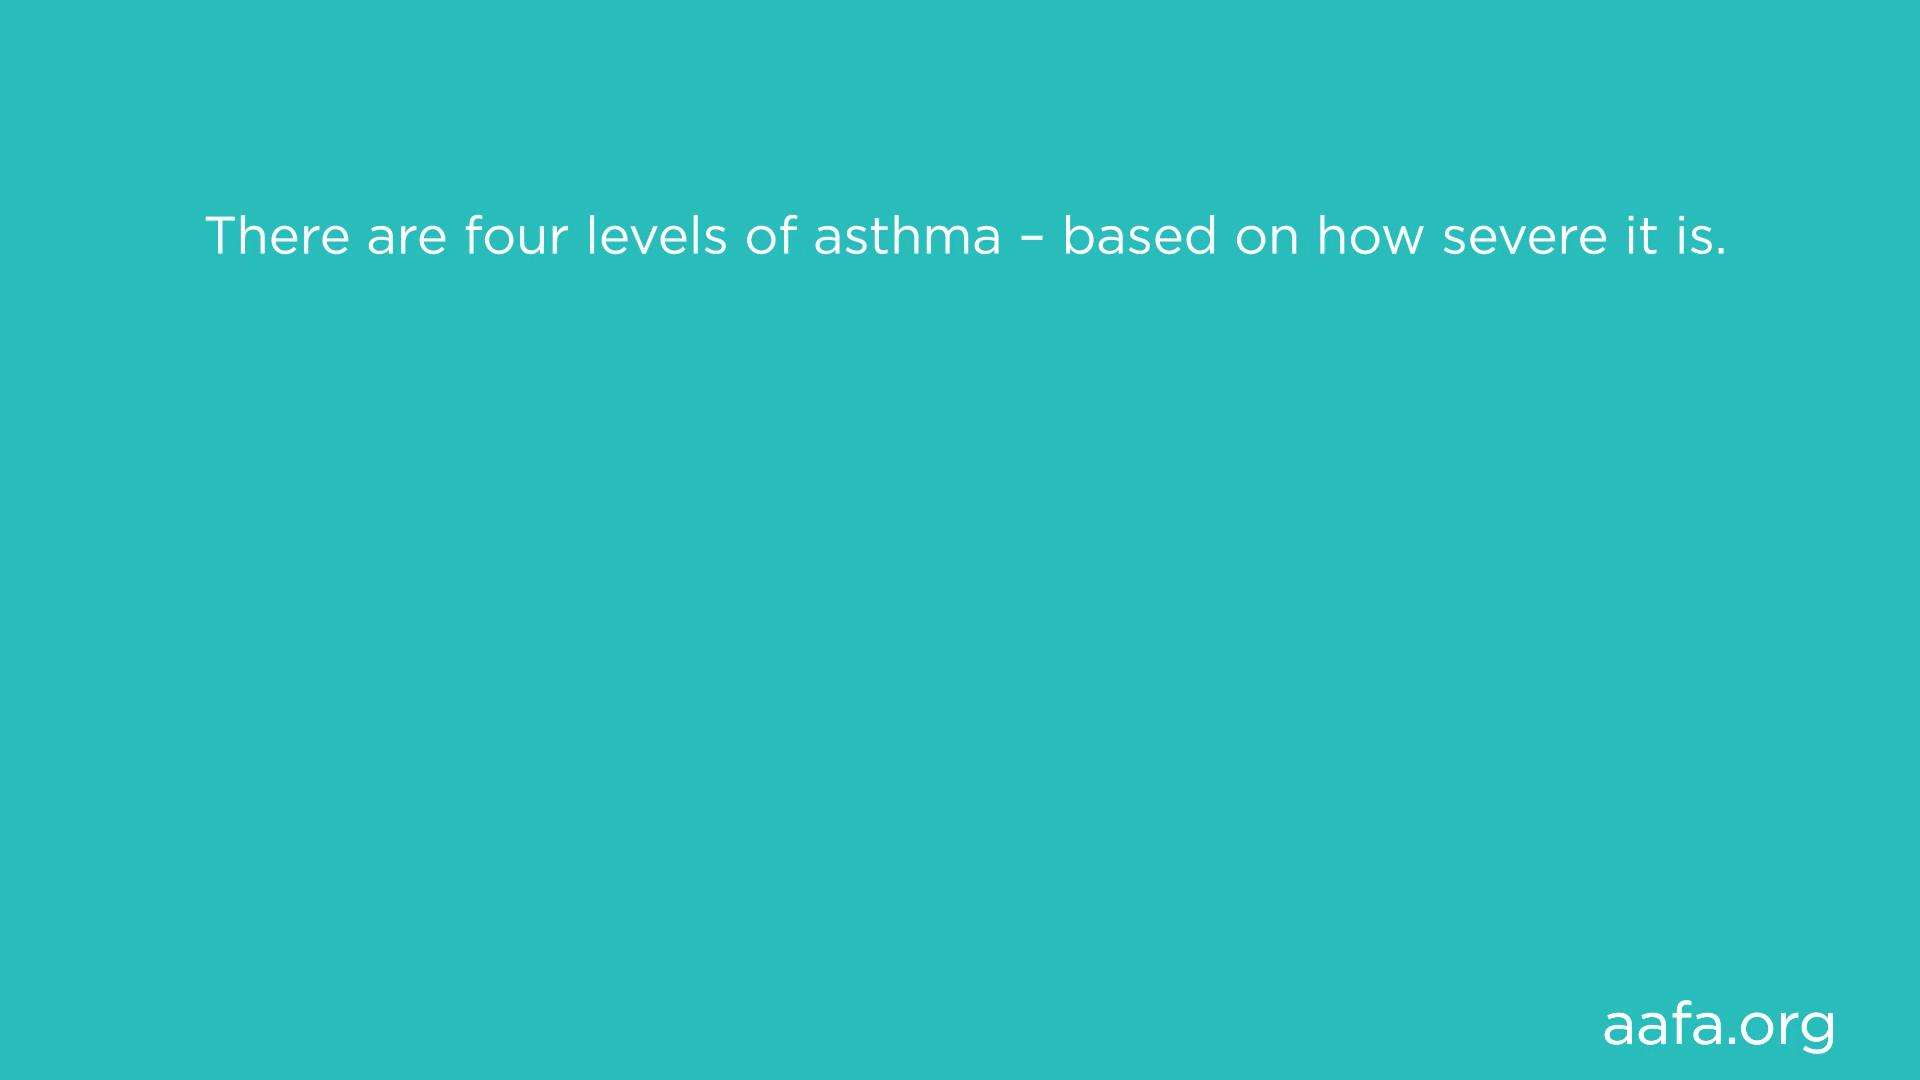 There are four levels of asthma – based on how severe it is.
aafa.org